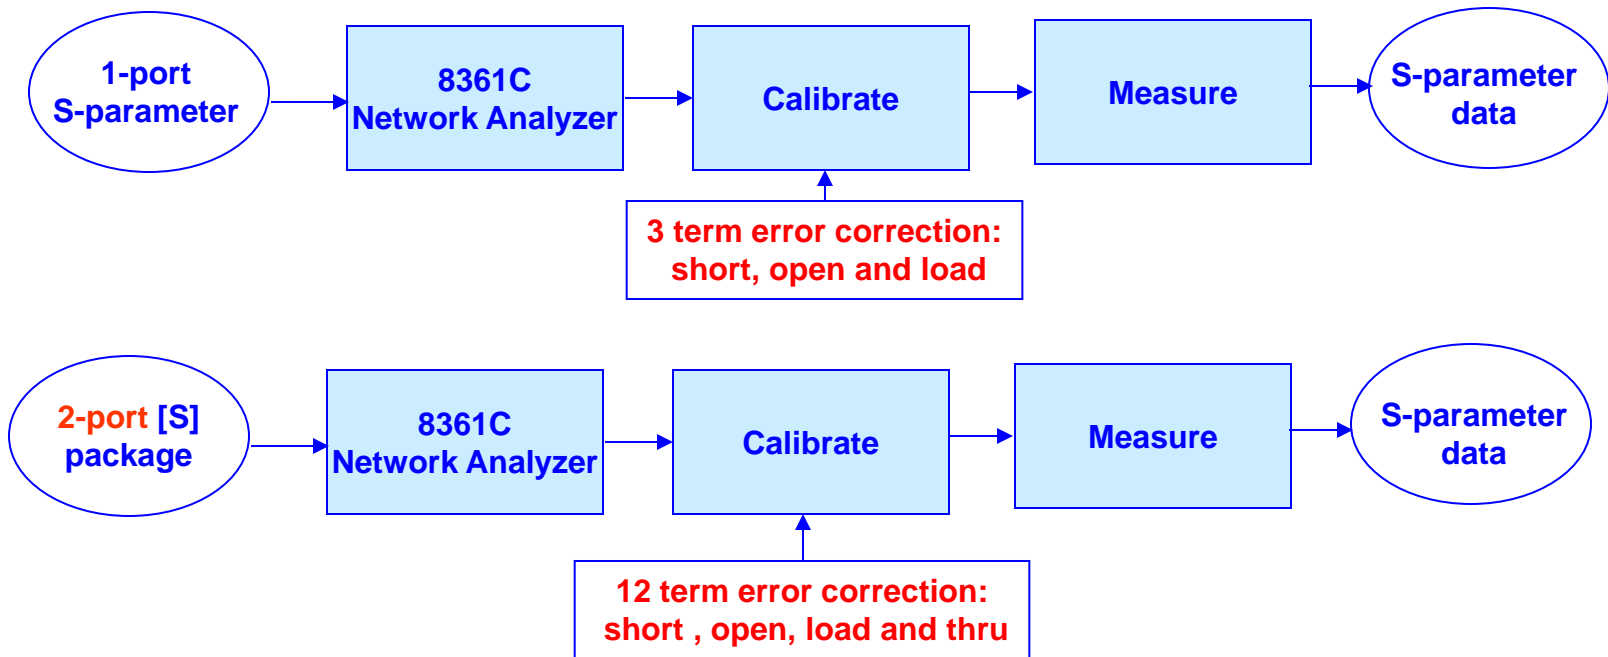 1-port
S-parameter
8361C
Network Analyzer
Calibrate
Measure
S-parameter
data
3 term error correction:
short, open and load
2-port [S]
package
8361C
Network Analyzer
Calibrate
Measure
S-parameter
data
12 term error correction:
short , open, load and thru